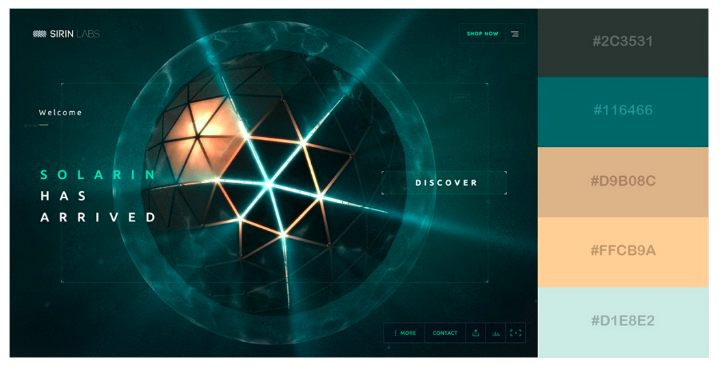 SIRIN LABS
SHOP NOW
Welcome
SOLARIN
HAS
ARRIVED
DISCOVER
MORE
CONTACT
#2C3531
#116466
#D9B08C
#FFCB9A
#D1E8E2